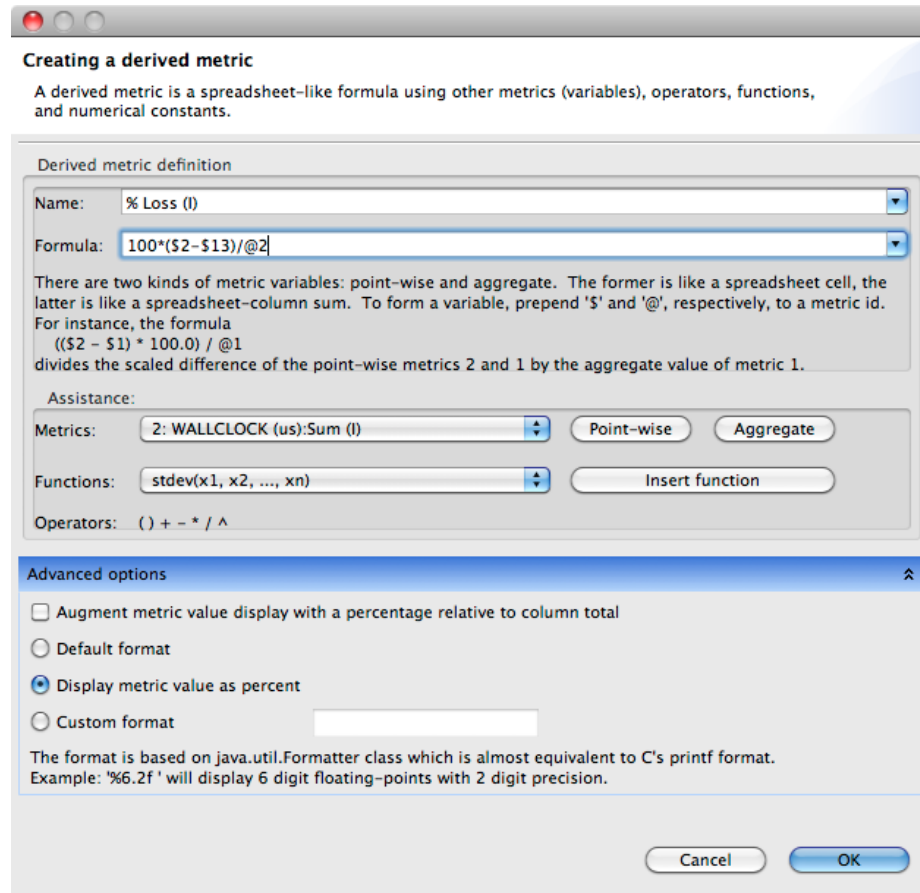 Creating a derived metric
A derived metric is a spreadsheet-like formula using other metrics (variables), operators, functions,
and numerical constants.
Derived metric definition
Name: % Loss (I)
Formula: 100*($2-$13)/@2
There are two kinds of metric variables: point-wise and aggregate. The former is like a spreadsheet cell, the
latter is like a spreadsheet-column sum. To form a variable, prepend '$' and '@', respectively, to a metric id.
For instance, the formula
(($2 - $1) * 100.0) / @1
divides the scaled difference of the point-wise metrics 2 and 1 by the aggregate value of metric 1.
Assistance:
Metrics: 2: WALLCLOCK (us):Sum (I) Point-wise Aggregate
Functions: stdev(x1, x2, ..., xn) Insert function
Operators: ( ) + - * / ^
Advanced options
Augment metric value display with a percentage relative to column total
Default format
Display metric value as percent
Custom format
The format is based on java.util.Formatter class which is almost equivalent to C's printf format.
Example: '%6.2f ' will display 6 digit floating-points with 2 digit precision.
Cancel OK